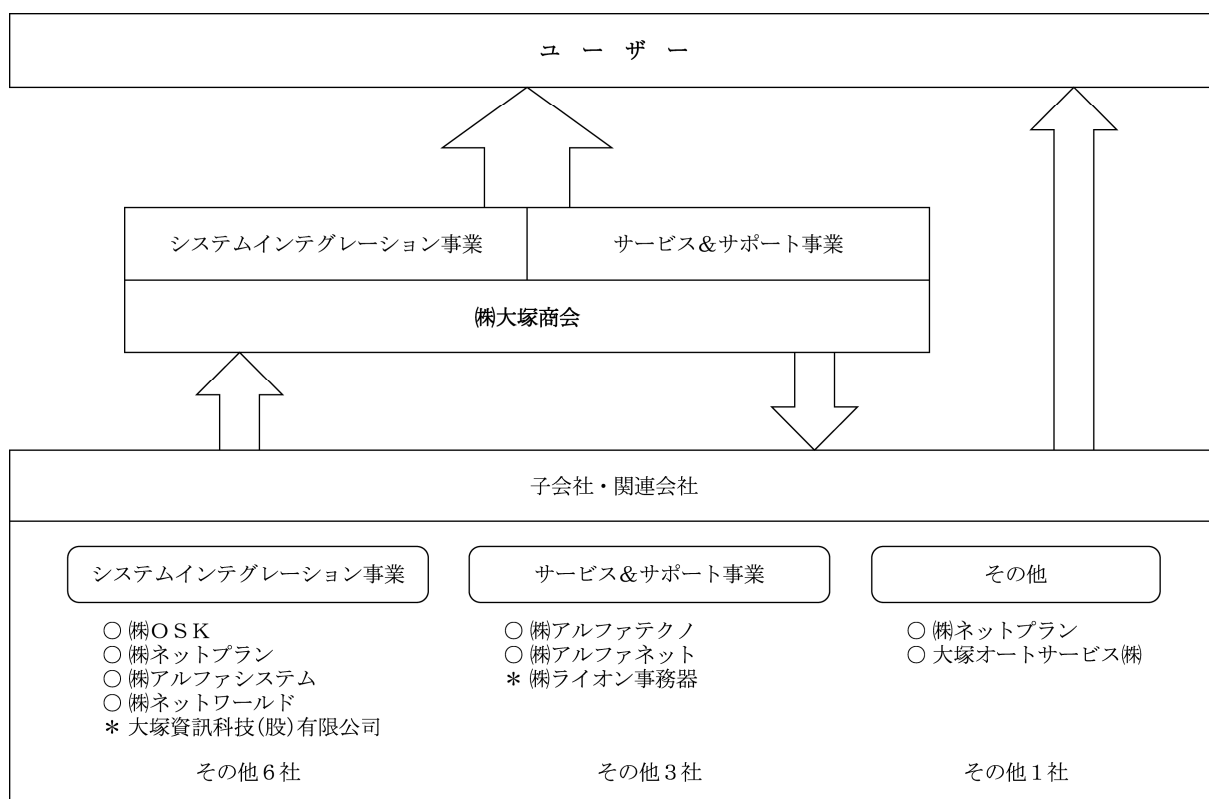 ユーザー
システムインテグレーション事業
サービス&サポート事業
㈱大塚商会
子会社・関連会社
システムインテグレーション事業
○ ㈱OSK
○ ㈱ネットプラン
○ ㈱アルファシステム
○ ㈱ネットワールド
* 大塚資訊科技(股)有限公司
その他6社
サービス&サポート事業
○ ㈱アルファテクノ
○ ㈱アルファネット
* ㈱ライオン事務器
その他3社
その他
○ ㈱ネットプラン
○ 大塚オートサービス㈱
その他1社